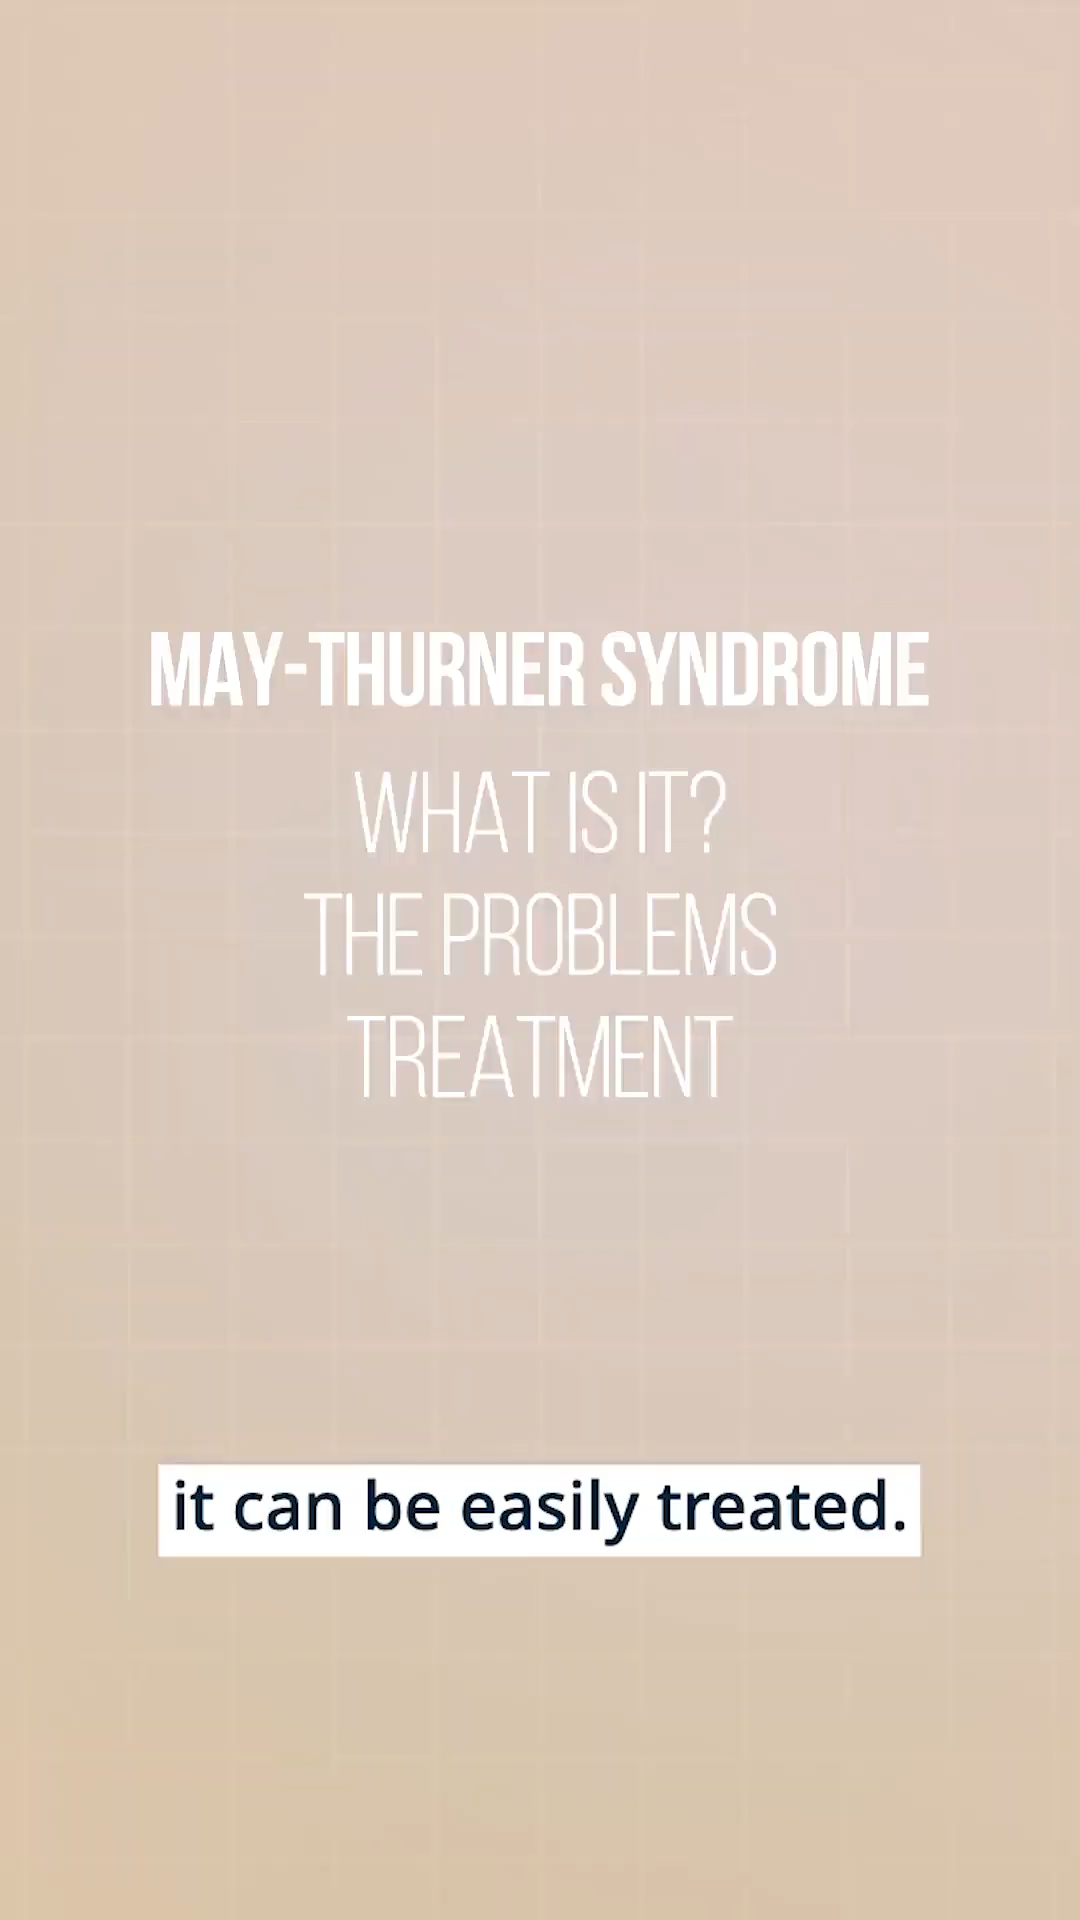 MAY-THURNER SYNDROME
WHAT IS IT?
THE PROBLEMS
TREATMENT
it can be easily treated.